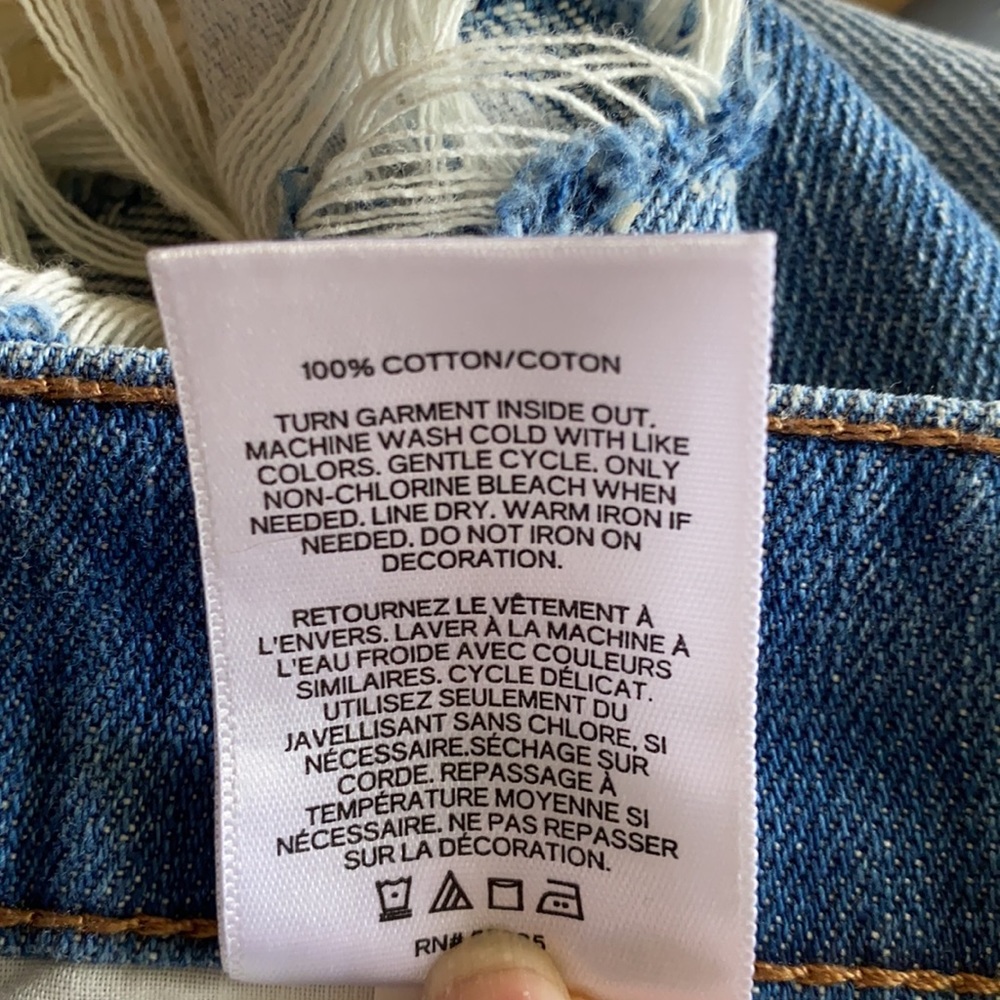 100% COTTON/COTON
TURN GARMENT INSIDE OUT.
MACHINE WASH COLD WITH LIKE
COLORS. GENTLE CYCLE. ONLY
NON-CHLORINE BLEACH WHEN
NEEDED. LINE DRY. WARM IRON IF
NEEDED. DO NOT IRON ON
DECORATION.
RETOURNEZ LE VÊTEMENT À
L'ENVERS. LAVER À LA MACHINE À
L'EAU FROIDE AVEC COULEURS
SIMILAIRES. CYCLE DÉLICAT.
UTILISEZ SEULEMENT DU
JAVELLISANT SANS CHLORE, SI
NÉCESSAIRE.SÉCHAGE SUR
CORDE. REPASSAGE À
TEMPÉRATURE MOYENNE SI
NÉCESSAIRE. NE PAS REPASSER
SUR LA DÉCORATION.
RN#